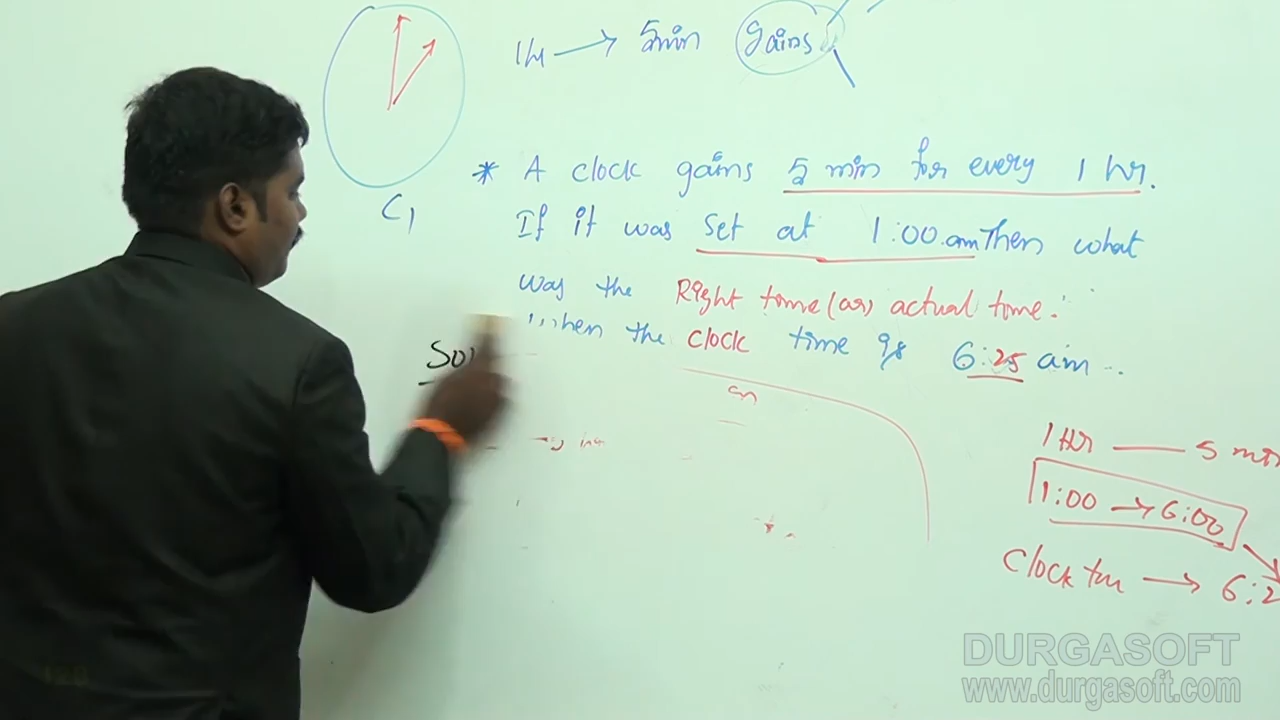 1H → 5min gains
* A clock gains 5 min for every 1 hr.
If it was set at 1:00.am Then what
was the Right time (or) actual time.
when the clock time is 6:25 am
C1
Sol
1 Hr — 5 min
1:00 → 6:00
Clock → 6:2
DURGASOFT
www.durgasoft.com